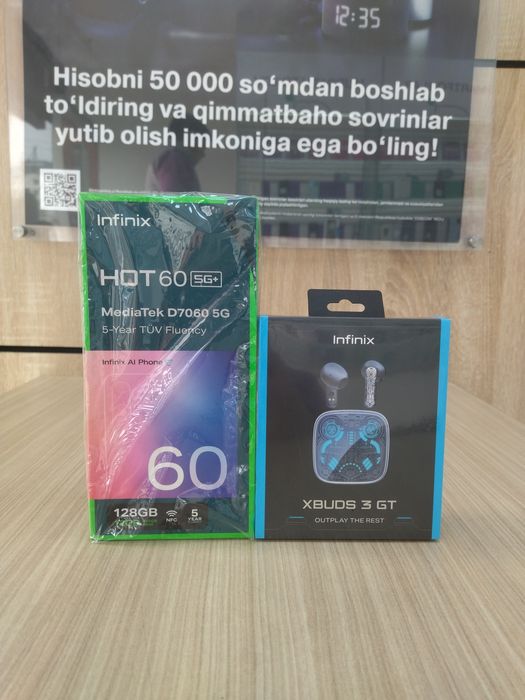 12:35
Hisobni 50 000 so‘mdan boshlab
to‘ldiring va qimmatbaho sovrinlar
yutib olish imkoniga ega bo‘ling!
Infinix
HOT 60 5G+
MediaTek D7060 5G
5-Year TÜV Fluency
Infinix AI Phone
60
128GB
NFC
5
YEAR
Infinix
XBUDS 3 GT
OUTPLAY THE REST